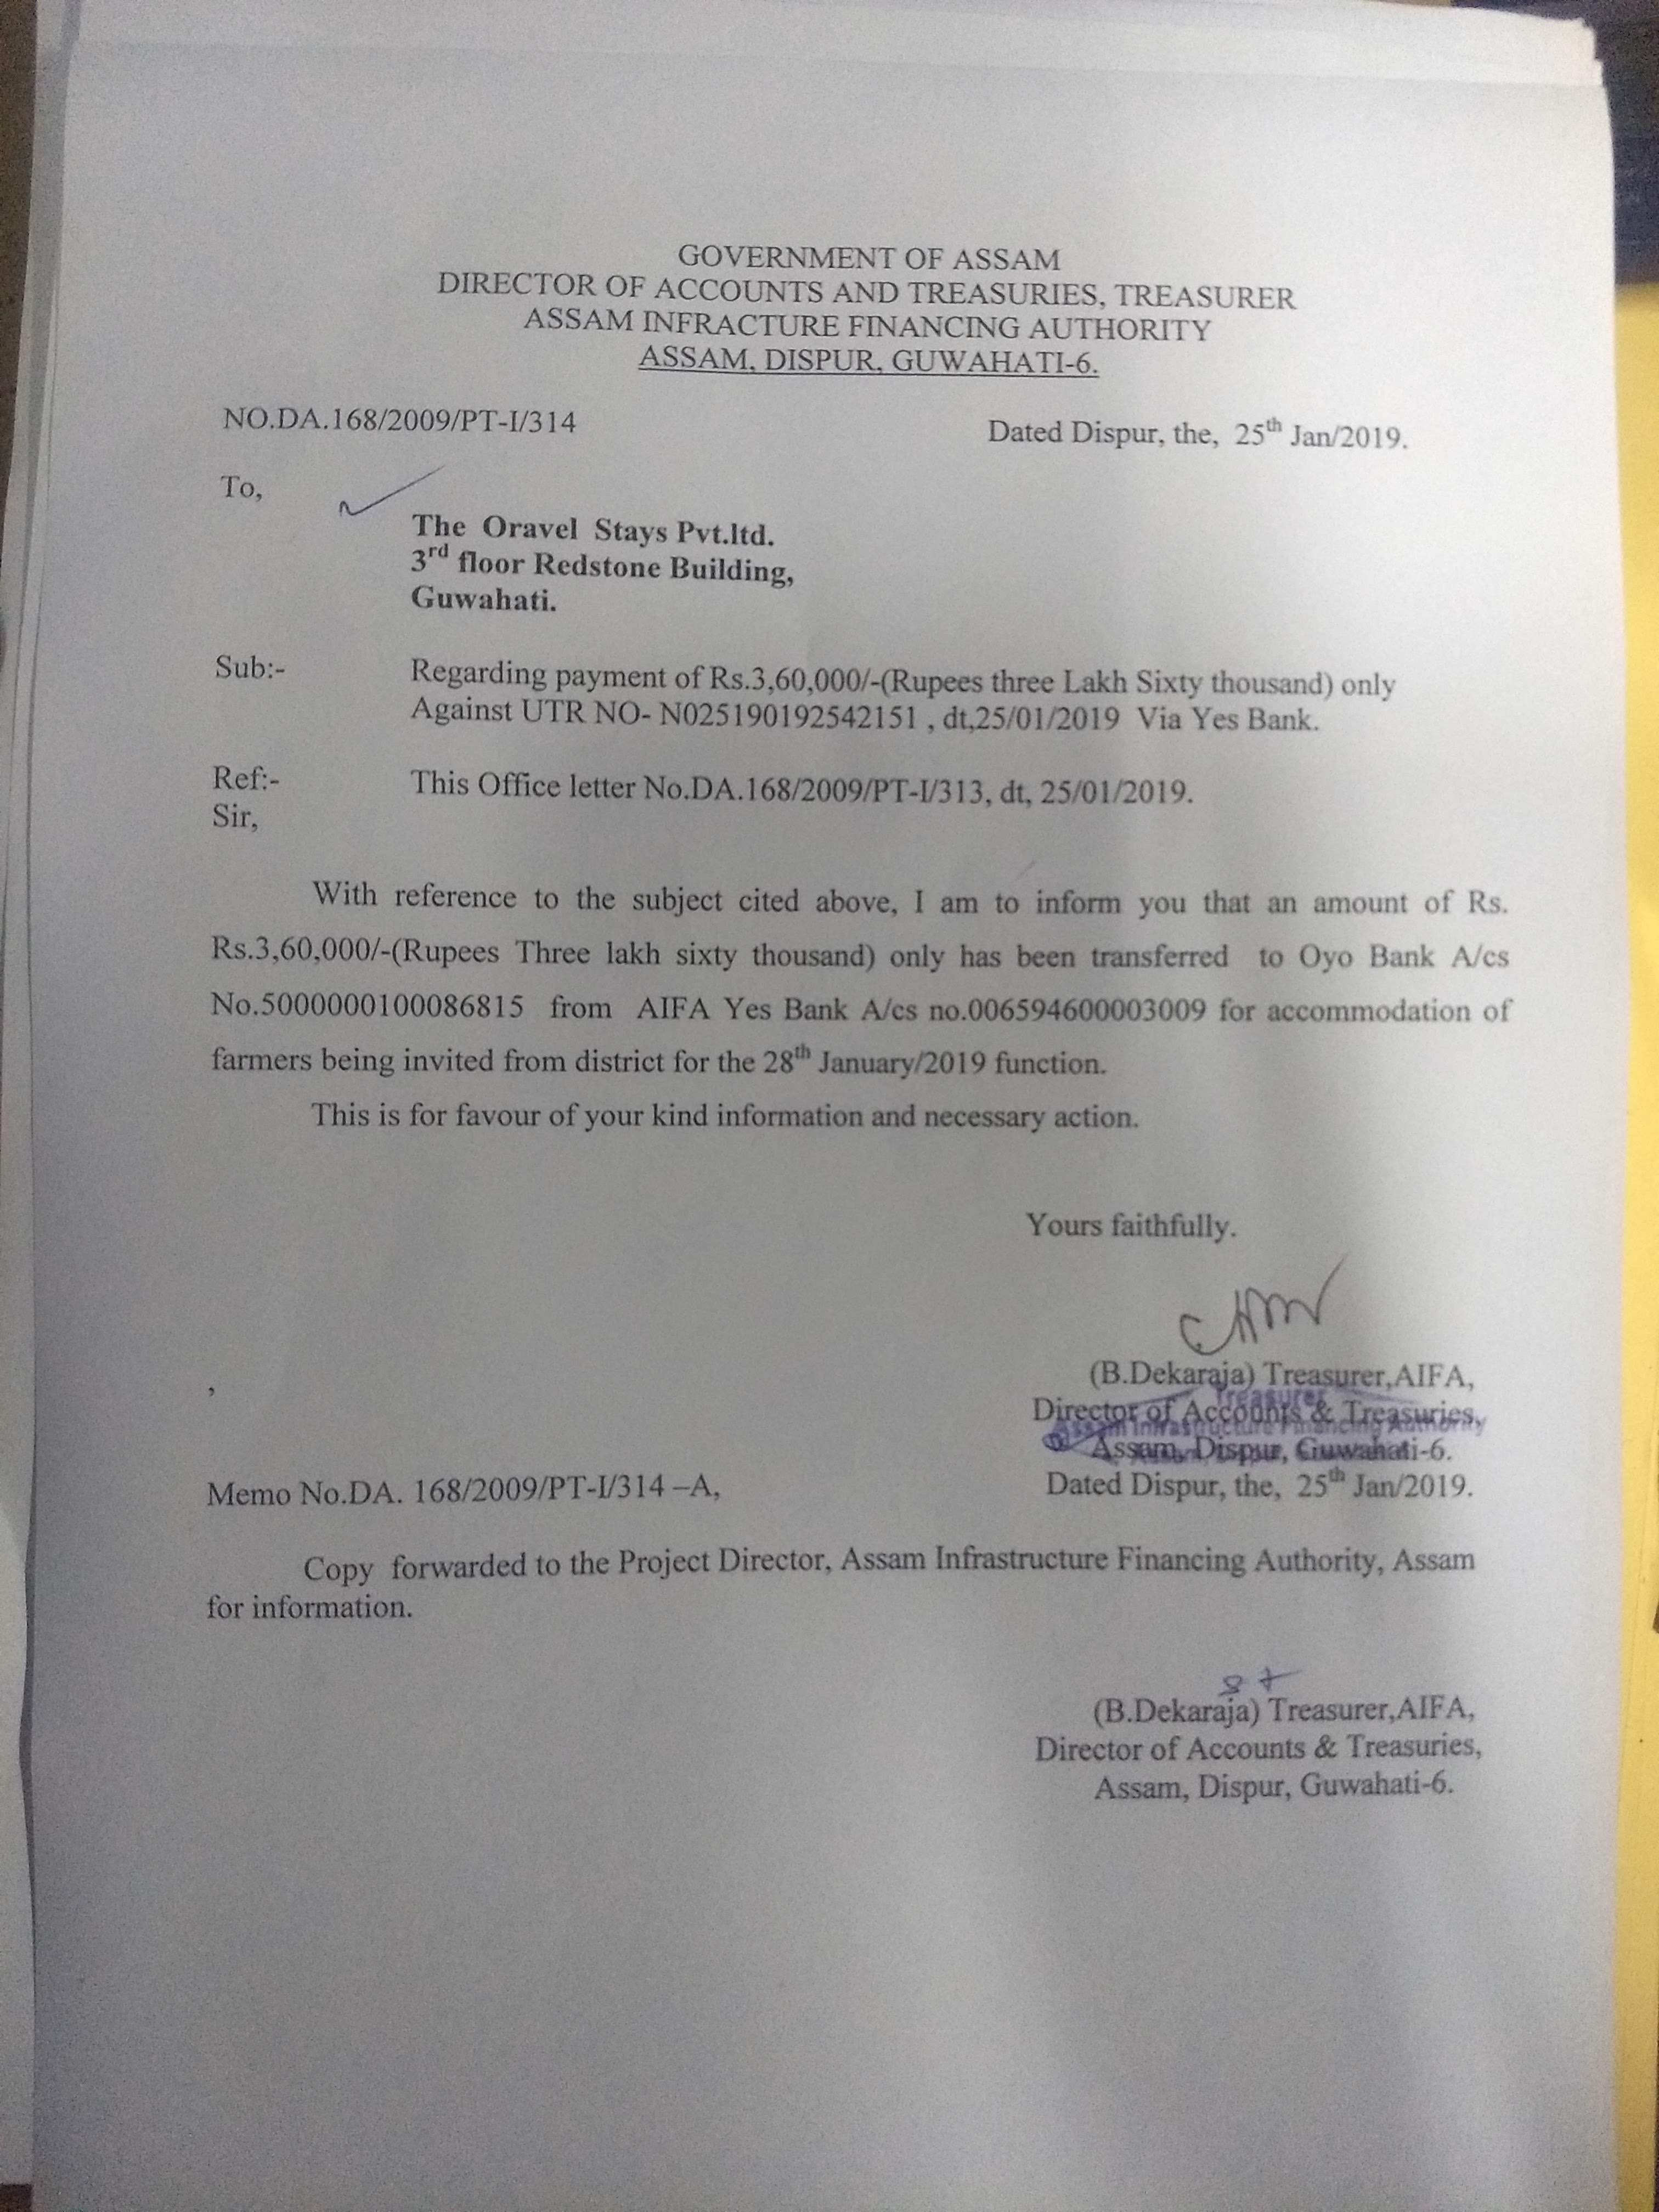 GOVERNMENT OF ASSAM
DIRECTOR OF ACCOUNTS AND TREASURIES, TREASURER
ASSAM INFRACTURE FINANCING AUTHORITY
ASSAM, DISPUR, GUWAHATI-6.
NO.DA.168/2009/PT-I/314 Dated Dispur, the, 25th Jan/2019.
To,
The Oravel Stays Pvt.ltd.
3rd floor Redstone Building,
Guwahati.
Sub:- Regarding payment of Rs.3,60,000/-(Rupees three Lakh Sixty thousand) only
Against UTR NO- N025190192542151 , dt,25/01/2019 Via Yes Bank.
Ref:- This Office letter No.DA.168/2009/PT-I/313, dt, 25/01/2019.
Sir,
With reference to the subject cited above, I am to inform you that an amount of Rs.
Rs.3,60,000/-(Rupees Three lakh sixty thousand) only has been transferred to Oyo Bank A/cs
No.5000000100086815 from AIFA Yes Bank A/cs no.006594600003009 for accommodation of
farmers being invited from district for the 28th January/2019 function.
This is for favour of your kind information and necessary action.
Yours faithfully.
(B.Dekaraja) Treasurer,AIFA,
Treasurer
Director of Accounts & Treasuries,
Assam Infrastructure Financing Authority
Assam, Dispur, Guwahati-6.
Memo No.DA. 168/2009/PT-I/314 –A, Dated Dispur, the, 25th Jan/2019.
Copy forwarded to the Project Director, Assam Infrastructure Financing Authority, Assam
for information.
(B.Dekaraja) Treasurer,AIFA,
Director of Accounts & Treasuries,
Assam, Dispur, Guwahati-6.